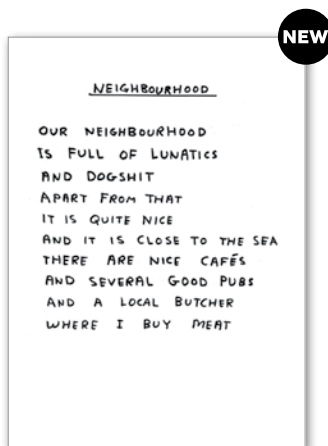 NEW
NEIGHBOURHOOD
OUR NEIGHBOURHOOD
IS FULL OF LUNATICS
AND DOGSHIT
APART FROM THAT
IT IS QUITE NICE
AND IT IS CLOSE TO THE SEA
THERE ARE NICE CAFÉS
AND SEVERAL GOOD PUBS
AND A LOCAL BUTCHER
WHERE I BUY MEAT